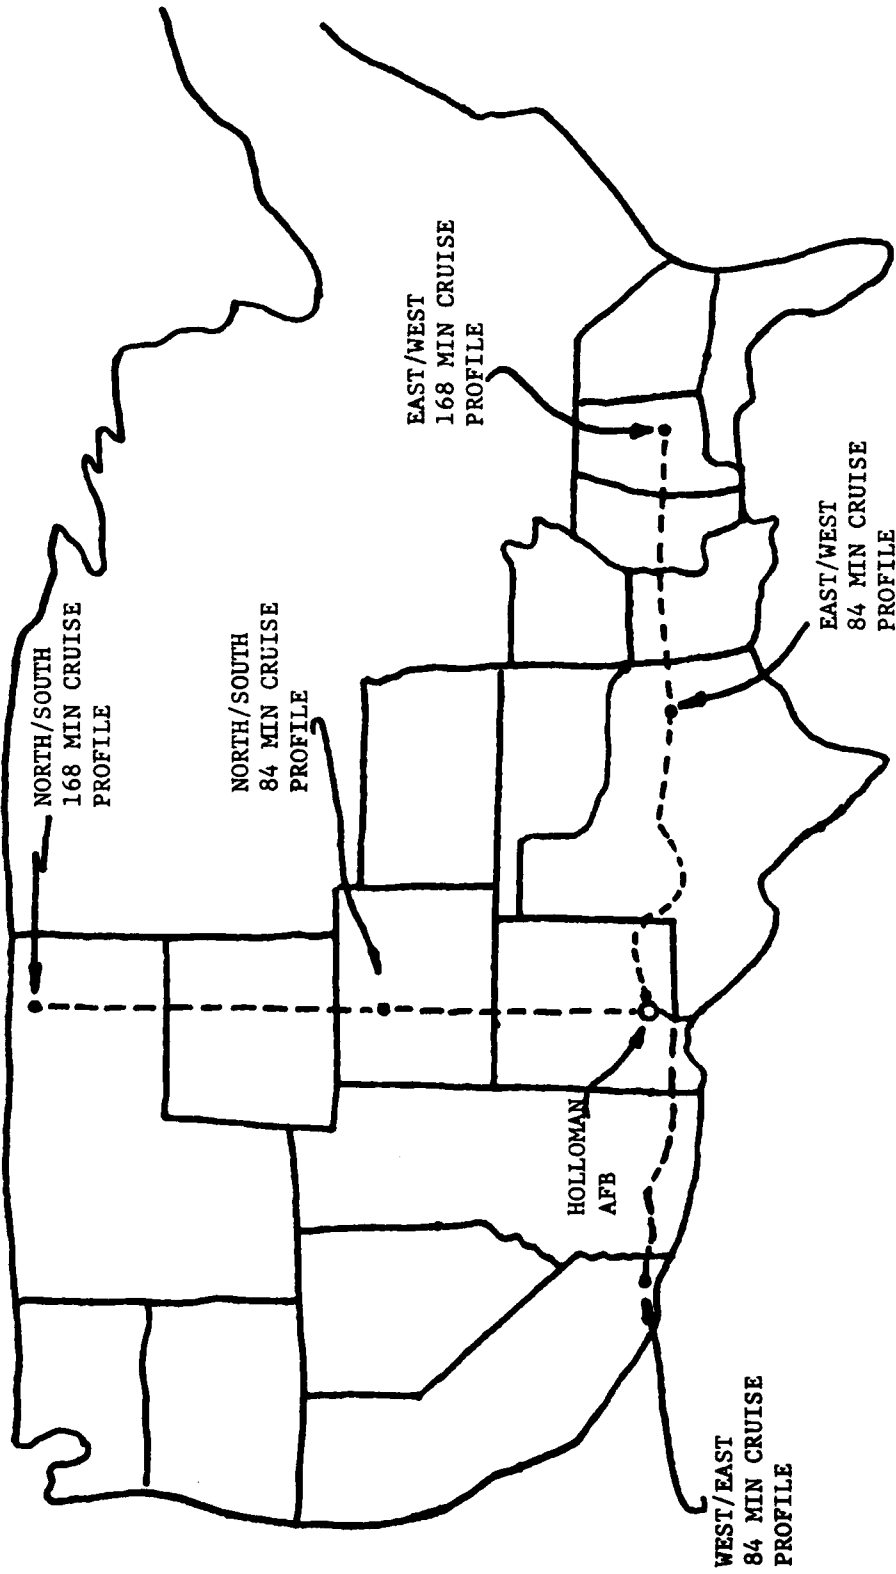 NORTH/SOUTH
168 MIN CRUISE
PROFILE
NORTH/SOUTH
84 MIN CRUISE
PROFILE
EAST/WEST
168 MIN CRUISE
PROFILE
HOLLOMAN
AFB
WEST/EAST
84 MIN CRUISE
PROFILE
EAST/WEST
84 MIN CRUISE
PROFILE